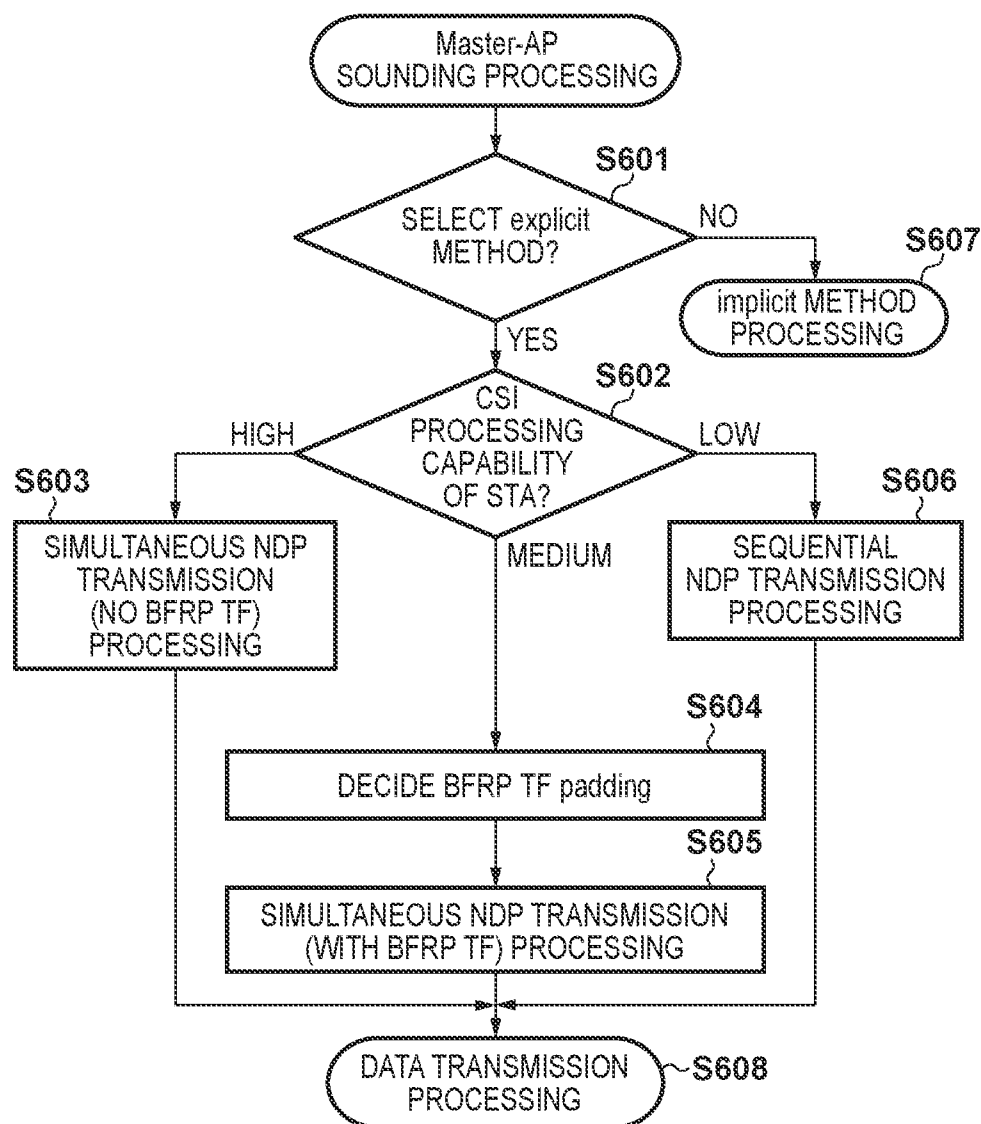 Master-AP
SOUNDING PROCESSING
S601
SELECT explicit
METHOD?
NO
S607
implicit METHOD
PROCESSING
YES
S602
CSI
PROCESSING
CAPABILITY
OF STA?
HIGH
LOW
MEDIUM
S603
SIMULTANEOUS NDP
TRANSMISSION
(NO BFRP TF)
PROCESSING
S606
SEQUENTIAL
NDP TRANSMISSION
PROCESSING
S604
DECIDE BFRP TF padding
S605
SIMULTANEOUS NDP TRANSMISSION
(WITH BFRP TF) PROCESSING
DATA TRANSMISSION
PROCESSING
S608